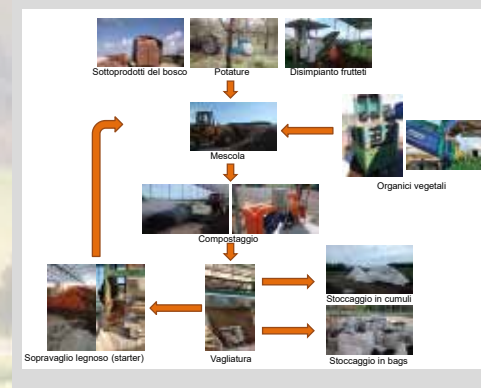 Sottoprodotti del bosco
Potature
Disimpianto frutteti
Mescola
Organici vegetali
Compostaggio
Stoccaggio in cumuli
Sopravaglio legnoso (starter)
Vagliatura
Stoccaggio in bags